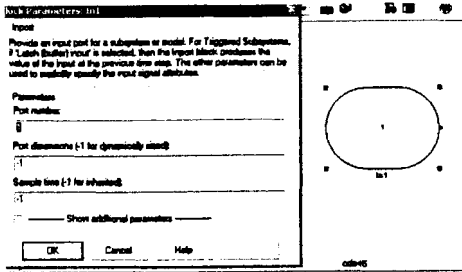 Block Parameters: In1
Inport
Provide an input port for a subsystem or model. For Triggered Subsystems,
if 'Latch (buffer) input' is selected, then the Inport block produces the
value of the input at the previous time step. The other parameters can be
used to explicitly specify the input signal attributes.
Parameters
Port number:
Port dimensions (-1 for dynamically sized):
-1
Sample time (-1 for inherited):
-1
Show additional parameters
OK Cancel Help
1
In1
ode45